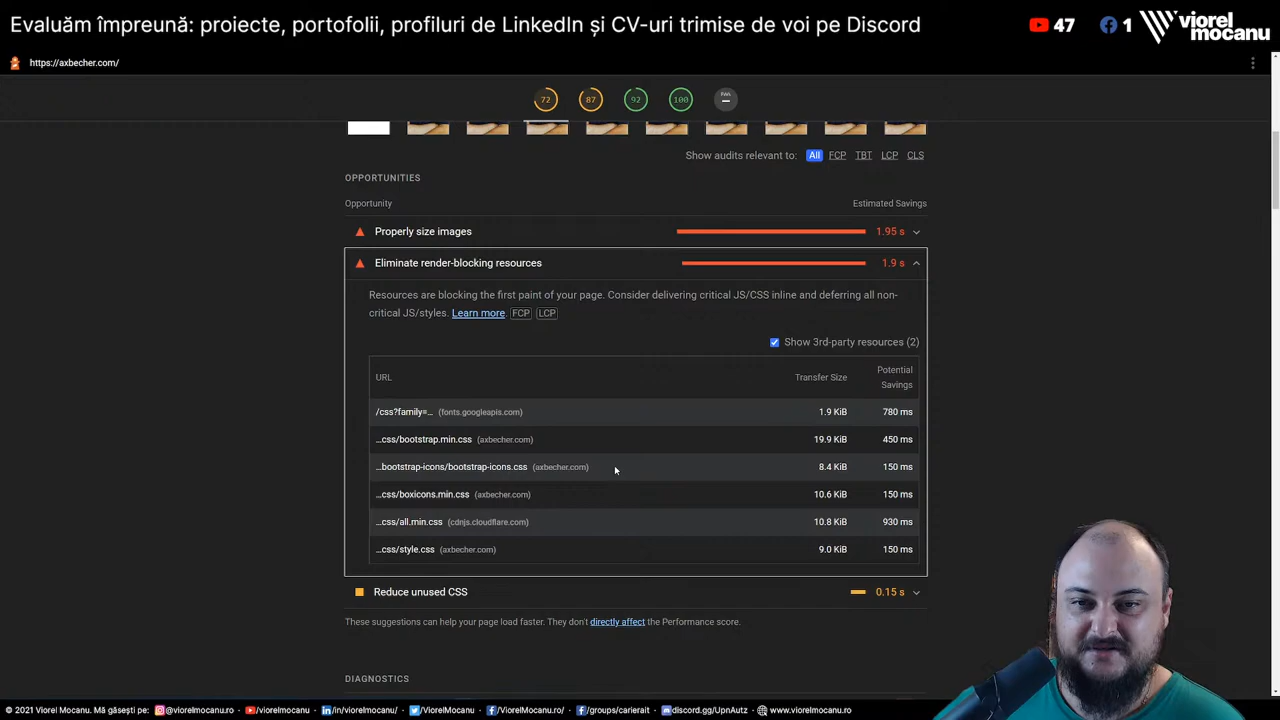 Evaluăm împreună: proiecte, portofolii, profiluri de LinkedIn și CV-uri trimise de voi pe Discord
47
1
viorel
mocanu
https://axbecher.com/
72
87
92
100
PWA
Show audits relevant to: All FCP TBT LCP CLS
OPPORTUNITIES
Opportunity Estimated Savings
Properly size images 1.95 s
Eliminate render-blocking resources 1.9 s
Resources are blocking the first paint of your page. Consider delivering critical JS/CSS inline and deferring all non-
critical JS/styles. Learn more. FCP LCP
Show 3rd-party resources (2)
URL Transfer Size Potential
Savings
/css?family=… (fonts.googleapis.com) 1.9 KiB 780 ms
…css/bootstrap.min.css (axbecher.com) 19.9 KiB 450 ms
…bootstrap-icons/bootstrap-icons.css (axbecher.com) 8.4 KiB 150 ms
…css/boxicons.min.css (axbecher.com) 10.6 KiB 150 ms
…css/all.min.css (cdnjs.cloudflare.com) 10.8 KiB 930 ms
…css/style.css (axbecher.com) 9.0 KiB 150 ms
Reduce unused CSS 0.15 s
These suggestions can help your page load faster. They don't directly affect the Performance score.
DIAGNOSTICS
© 2021 Viorel Mocanu. Mă găsești pe: @viorelmocanu /viorelmocanu /in/viorelmocanu/ /ViorelMocanu /ViorelMocanu.ro/ /groups/carierait discord.gg/UpnAutz www.viorelmocanu.ro